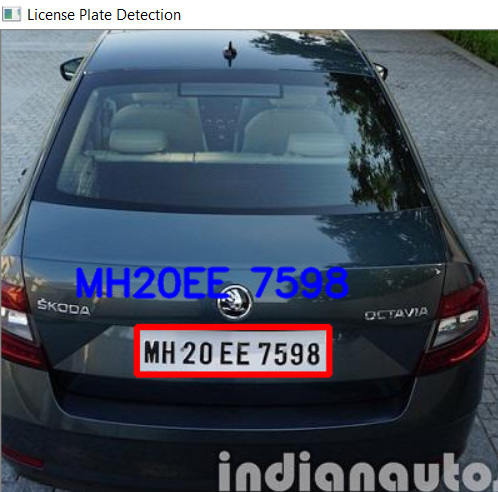 License Plate Detection
MH20EE 7598
ŠKODA
OCTAVIA
MH 20 EE 7598
indianauto.